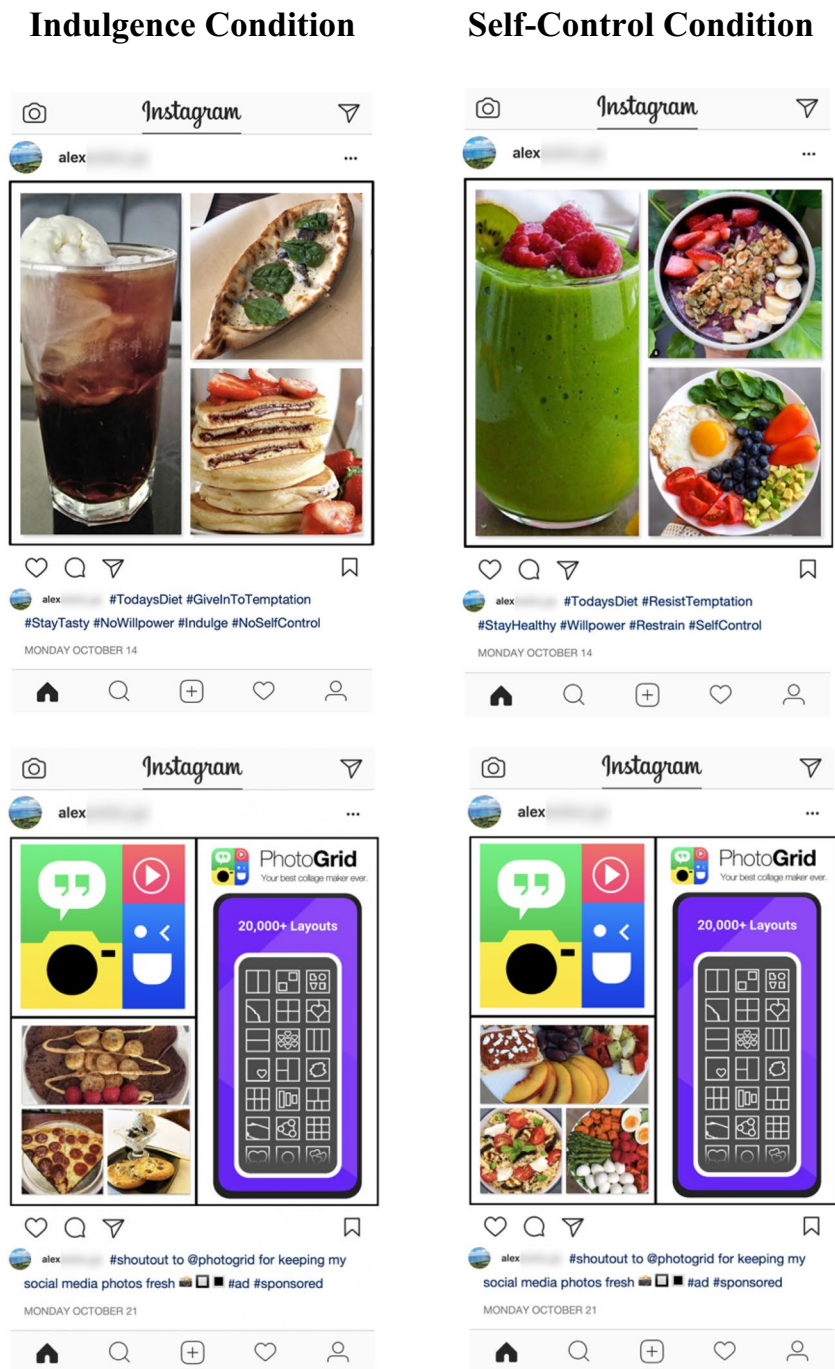 Indulgence Condition
Self-Control Condition
Instagram
alex
#TodaysDiet #GiveInToTemptation
#StayTasty #NoWillpower #Indulge #NoSelfControl
MONDAY OCTOBER 14
Instagram
alex
#TodaysDiet #ResistTemptation
#StayHealthy #Willpower #Restrain #SelfControl
MONDAY OCTOBER 14
Instagram
alex
PhotoGrid
Your best collage maker ever.
20,000+ Layouts
alex #shoutout to @photogrid for keeping my
social media photos fresh 📸🔲⬛ #ad #sponsored
MONDAY OCTOBER 21
Instagram
alex
PhotoGrid
Your best collage maker ever.
20,000+ Layouts
alex #shoutout to @photogrid for keeping my
social media photos fresh 📸🔲⬛ #ad #sponsored
MONDAY OCTOBER 21